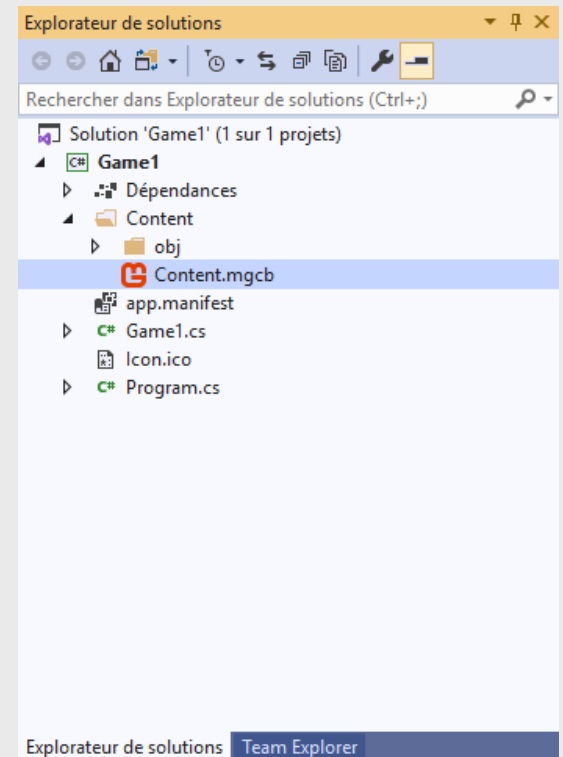 Explorateur de solutions
Rechercher dans Explorateur de solutions (Ctrl+;)
Solution 'Game1' (1 sur 1 projets)
C# Game1
Dépendances
Content
obj
Content.mgcb
app.manifest
C# Game1.cs
Icon.ico
C# Program.cs
Explorateur de solutions Team Explorer